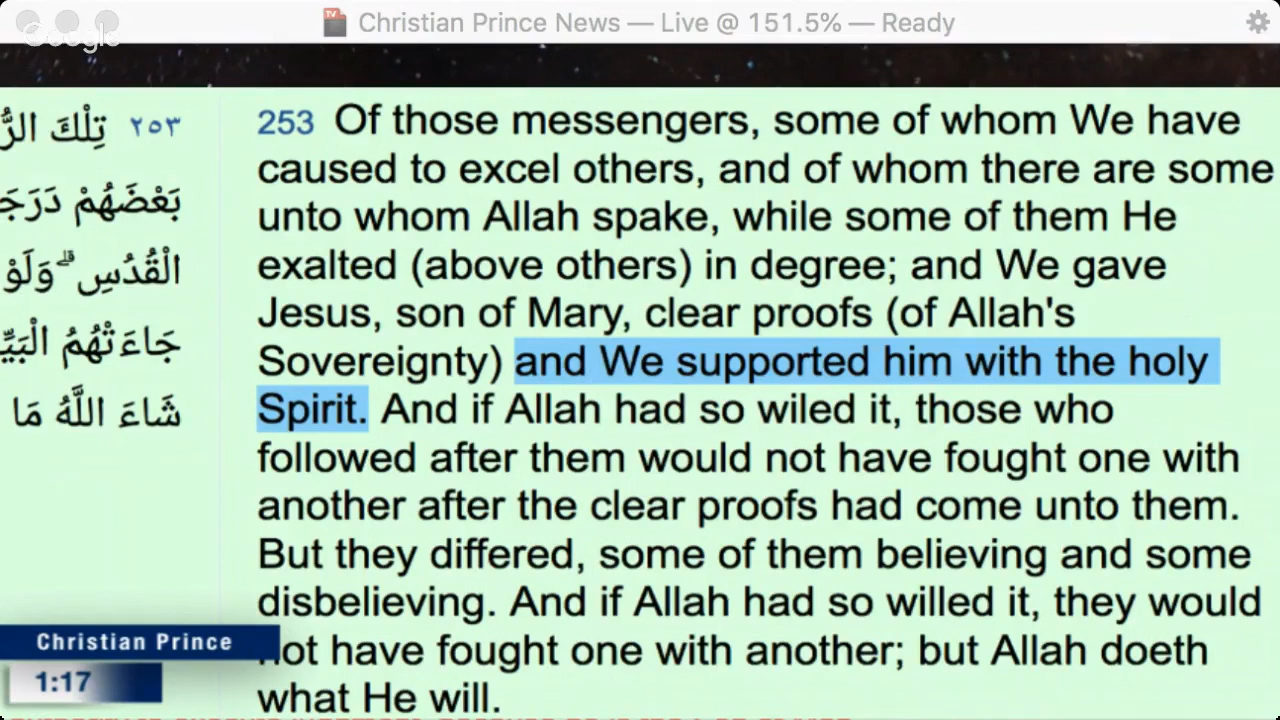 Christian Prince News — Live @ 151.5% — Ready
Google
٢٥٣ تِلْكَ
بَعْضَهُمْ
الْقُدُسِ ۗ وَلَوْ
جَاءَتْهُمُ
شَاءَ اللَّهُ مَا
253 Of those messengers, some of whom We have
caused to excel others, and of whom there are some
unto whom Allah spake, while some of them He
exalted (above others) in degree; and We gave
Jesus, son of Mary, clear proofs (of Allah's
Sovereignty) and We supported him with the holy
Spirit. And if Allah had so wiled it, those who
followed after them would not have fought one with
another after the clear proofs had come unto them.
But they differed, some of them believing and some
disbelieving. And if Allah had so willed it, they would
not have fought one with another; but Allah doeth
what He will.
Christian Prince
1:17